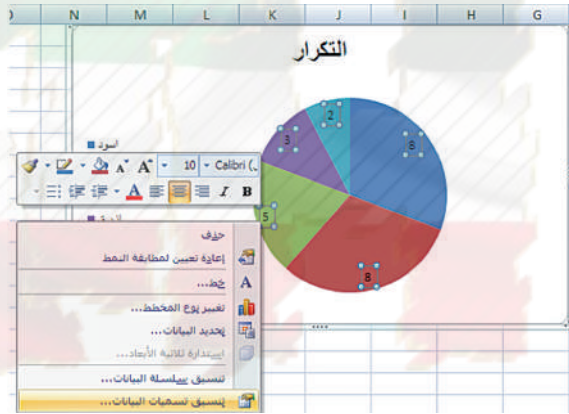 N M L K J I H G
التكرار
اسود
8
2
3
5
8
10 Calibri (
A A
A I B
حذف
إعادة تعيين لمطابقة النمط
خط...
تغيير نوع المخطط...
تحديد البيانات...
استدارة ثلاثية الأبعاد...
تنسيق سلسلة البيانات...
تنسيق تسميات البيانات...